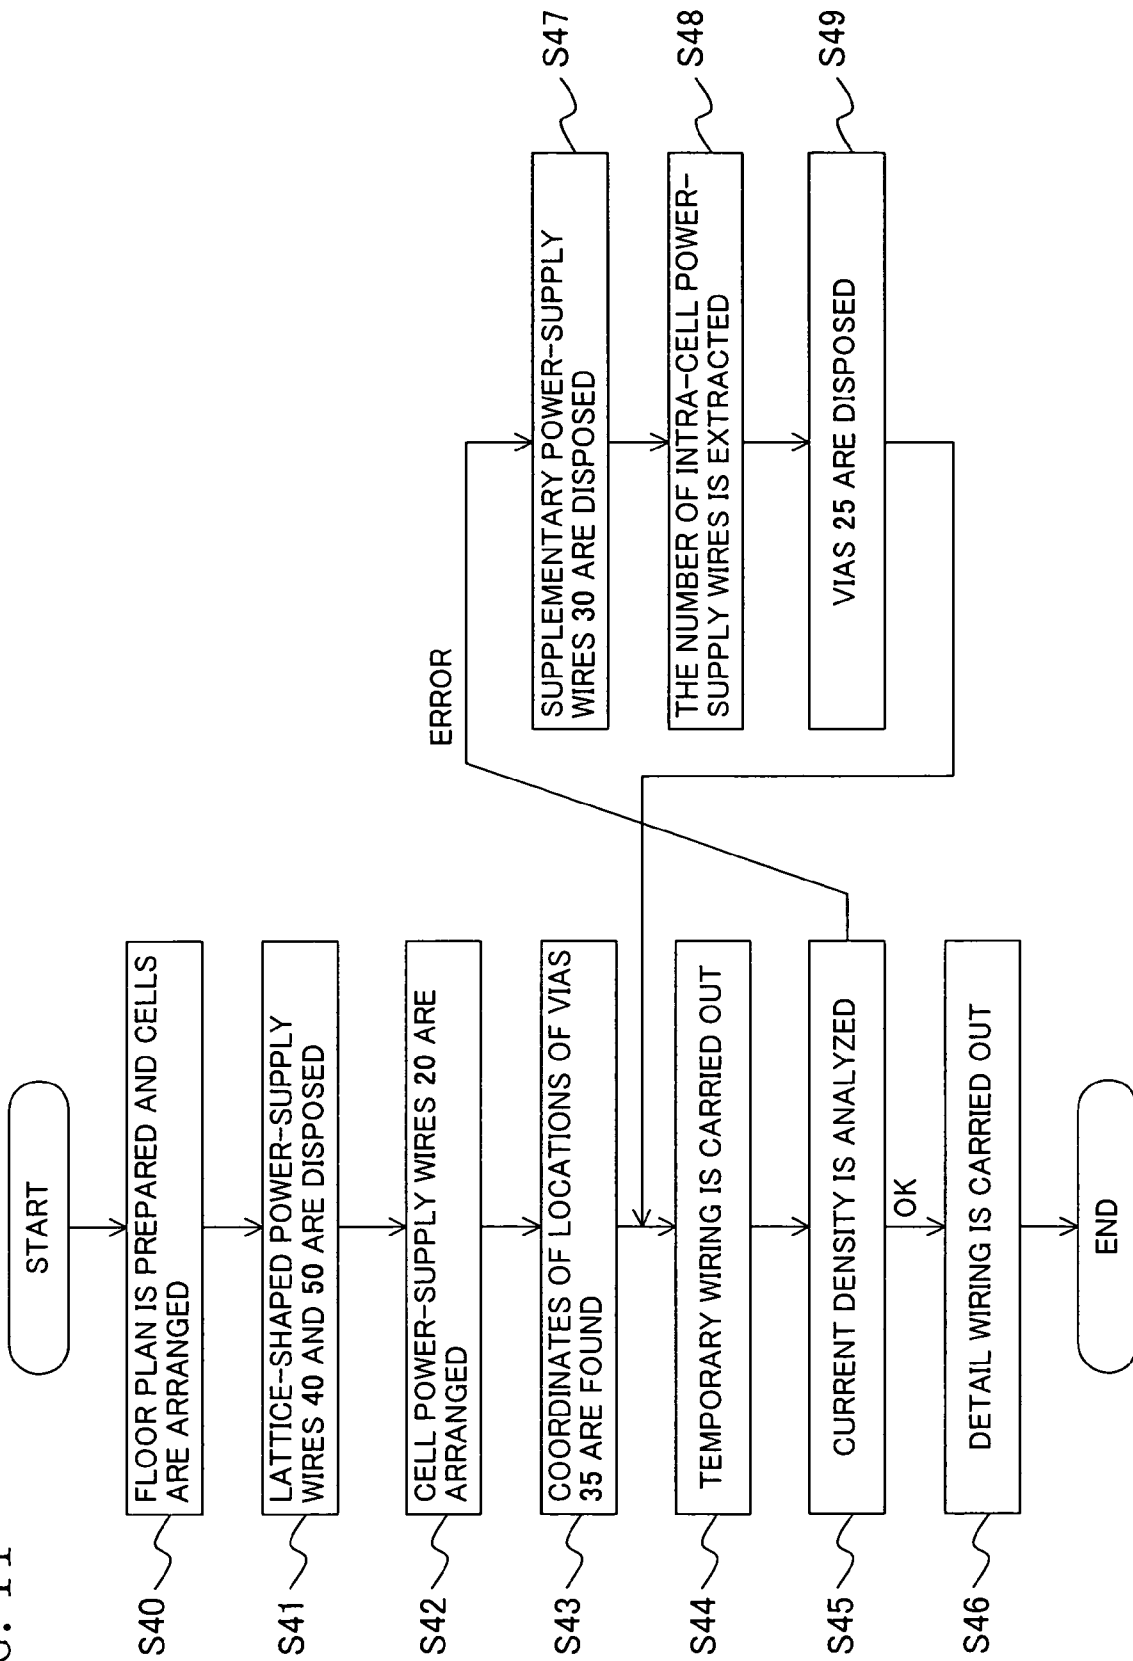 START
S40
FLOOR PLAN IS PREPARED AND CELLS
ARE ARRANGED
S41
LATTICE-SHAPED POWER-SUPPLY
WIRES 40 AND 50 ARE DISPOSED
S42
CELL POWER-SUPPLY WIRES 20 ARE
ARRANGED
S43
COORDINATES OF LOCATIONS OF VIAS
35 ARE FOUND
S44
TEMPORARY WIRING IS CARRIED OUT
S45
CURRENT DENSITY IS ANALYZED
OK
S46
DETAIL WIRING IS CARRIED OUT
END
ERROR
SUPPLEMENTARY POWER-SUPPLY
WIRES 30 ARE DISPOSED
S47
THE NUMBER OF INTRA-CELL POWER-
SUPPLY WIRES IS EXTRACTED
S48
VIAS 25 ARE DISPOSED
S49